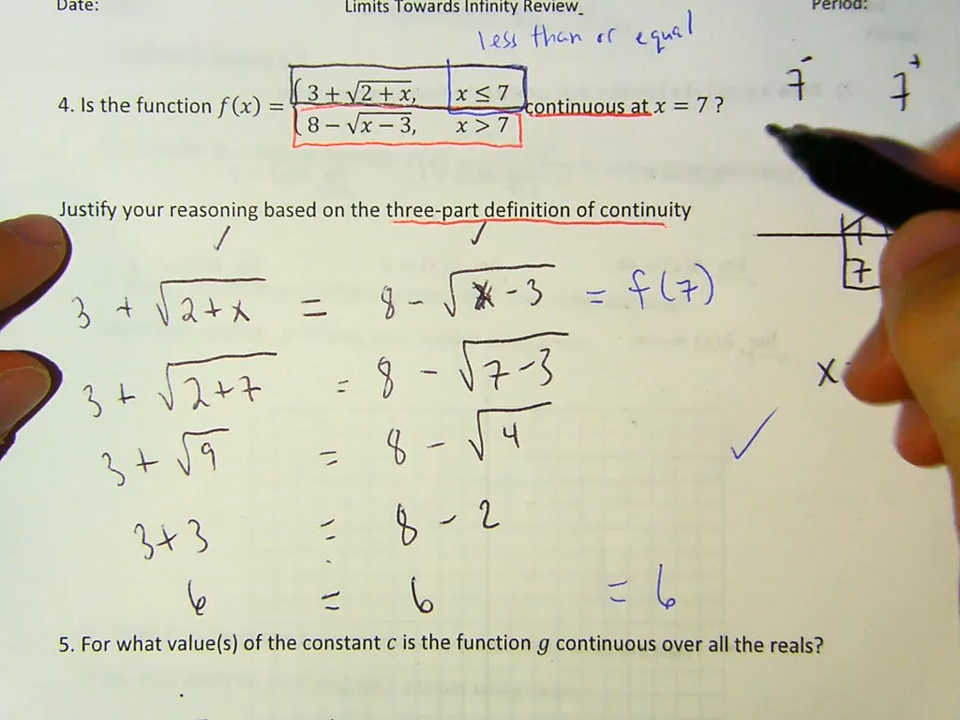 Date: Limits Towards Infinity Review Period:
less than or equal
7⁻ 7⁺
4. Is the function f(x) = { 3 + √(2 + x), x ≤ 7 continuous at x = 7 ?
8 − √(x − 3), x > 7
Justify your reasoning based on the three-part definition of continuity
✓ ✓
7
3 + √(2 + x) = 8 - √(x - 3) = f(7)
3 + √(2 + 7) = 8 - √(7 - 3)
x
3 + √9 = 8 - √4 ✓
3 + 3 = 8 - 2
6 = 6 = 6
5. For what value(s) of the constant c is the function g continuous over all the reals?